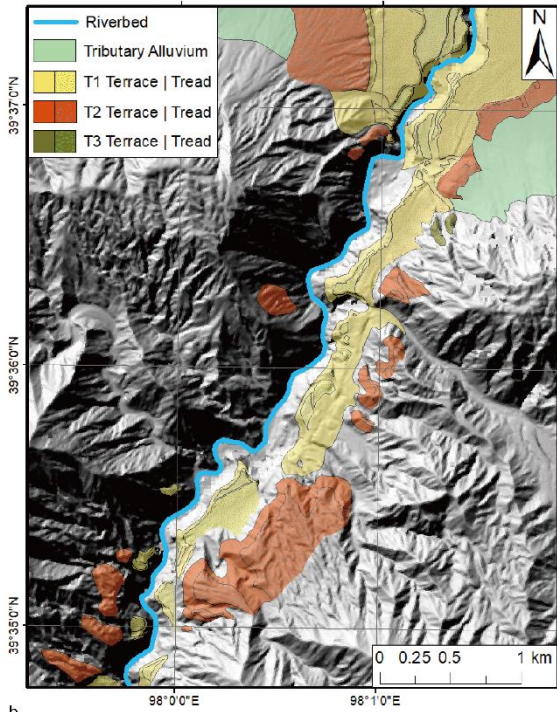 Riverbed
Tributary Alluvium
T1 Terrace | Tread
T2 Terrace | Tread
T3 Terrace | Tread
N
39°37'0"N
39°36'0"N
39°35'0"N
0 0.25 0.5 1 km
98°0'0"E 98°1'0"E
b